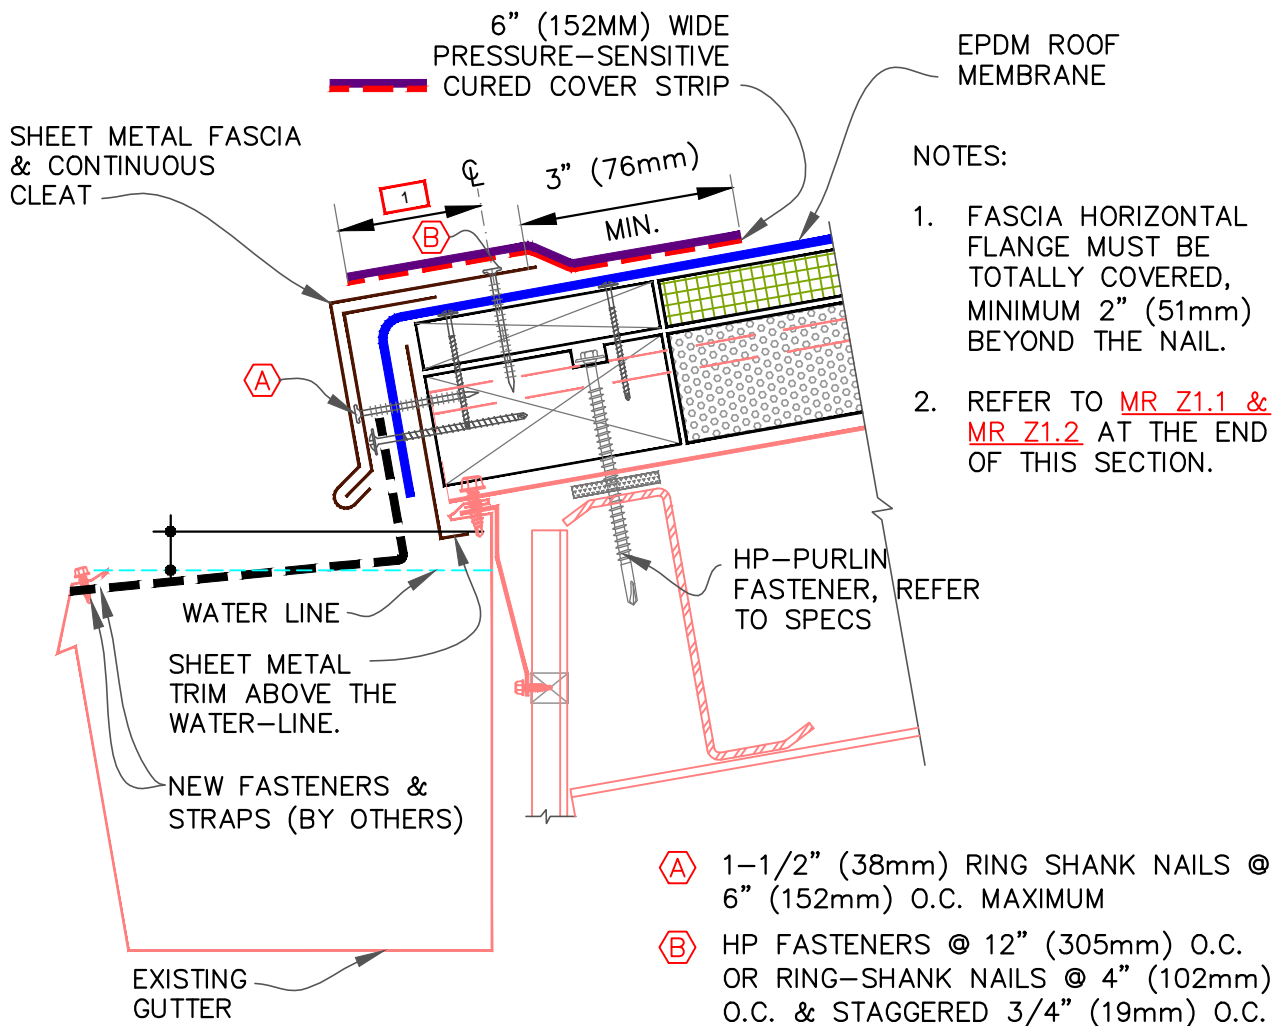 6” (152MM) WIDE
PRESSURE–SENSITIVE
CURED COVER STRIP
EPDM ROOF
MEMBRANE
SHEET METAL FASCIA
& CONTINUOUS
CLEAT
℄
3” (76mm)
MIN.
1
B
A
NOTES:
1. FASCIA HORIZONTAL
FLANGE MUST BE
TOTALLY COVERED,
MINIMUM 2” (51mm)
BEYOND THE NAIL.
2. REFER TO MR Z1.1 &
MR Z1.2 AT THE END
OF THIS SECTION.
HP–PURLIN
FASTENER, REFER
TO SPECS
WATER LINE
SHEET METAL
TRIM ABOVE THE
WATER–LINE.
NEW FASTENERS &
STRAPS (BY OTHERS)
EXISTING
GUTTER
A 1–1/2” (38mm) RING SHANK NAILS @
6” (152mm) O.C. MAXIMUM
B HP FASTENERS @ 12” (305mm) O.C.
OR RING–SHANK NAILS @ 4” (102mm)
O.C. & STAGGERED 3/4” (19mm) O.C.